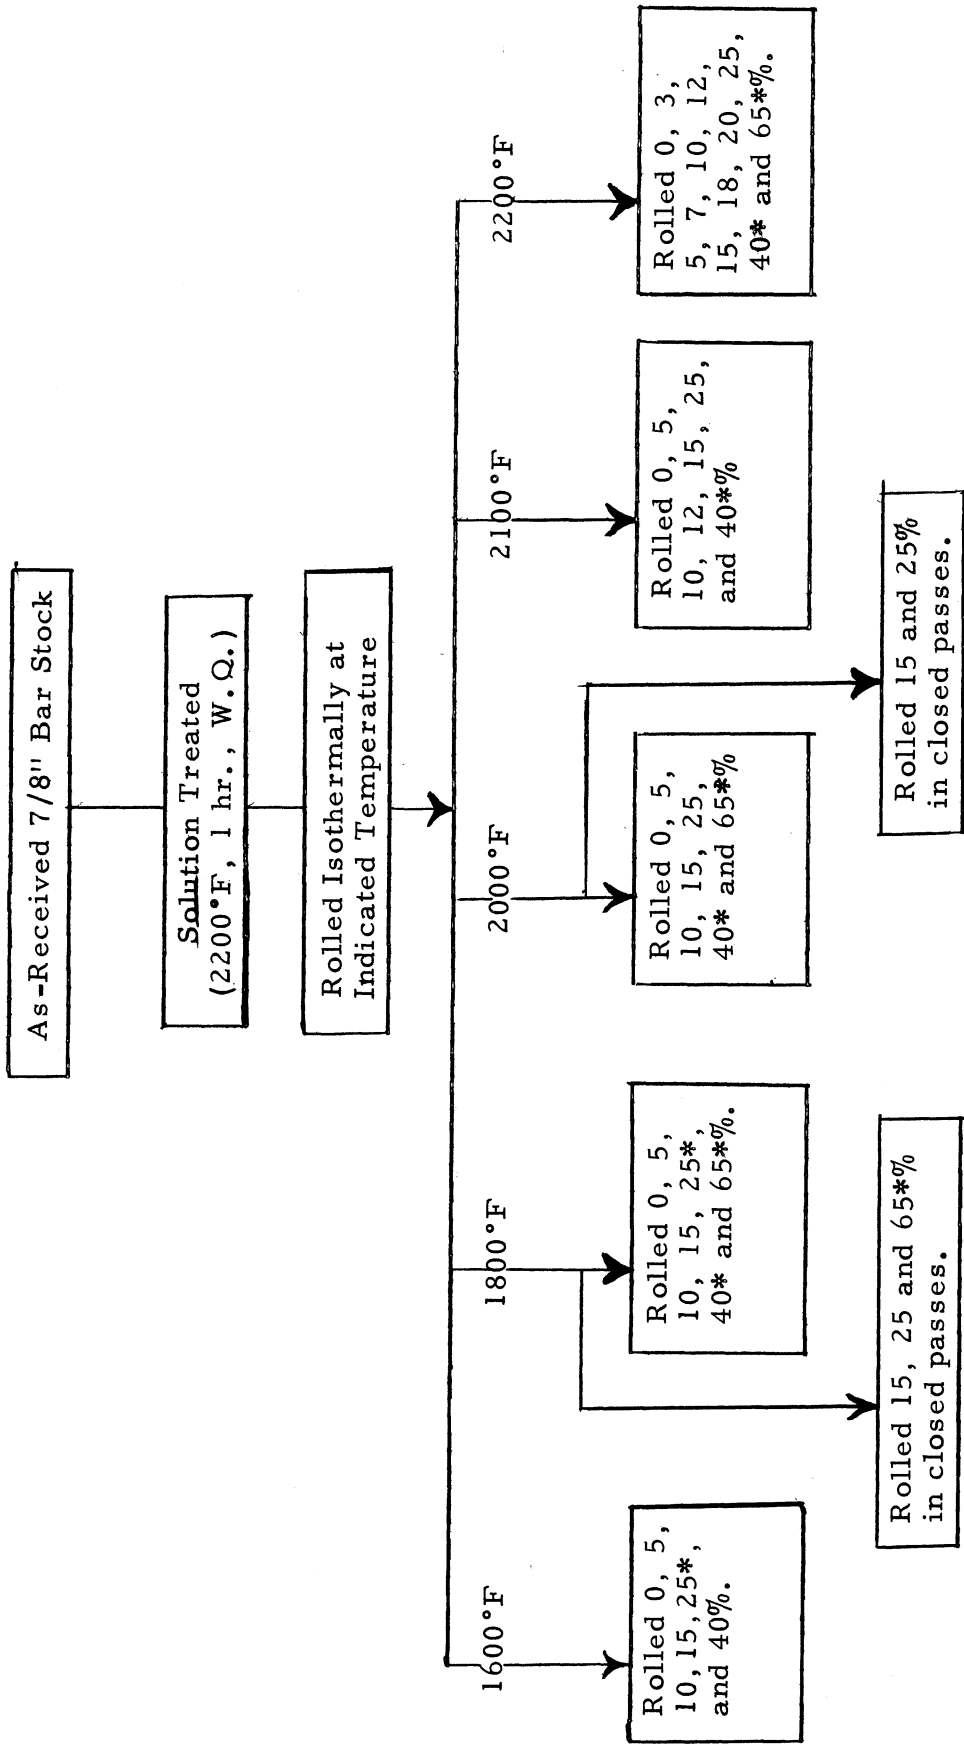 As-Received 7/8" Bar Stock
Solution Treated
(2200°F, 1 hr., W.Q.)
Rolled Isothermally at
Indicated Temperature
1600°F
1800°F
2000°F
2100°F
2200°F
Rolled 0, 5,
10,15,25*,
and 40%.
Rolled 0, 5,
10, 15, 25*,
40* and 65*%.
Rolled 0, 5,
10, 15, 25,
40* and 65*%
Rolled 0, 5,
10, 12, 15, 25,
and 40*%
Rolled 0, 3,
5, 7, 10, 12,
15, 18, 20, 25,
40* and 65*%.
Rolled 15, 25 and 65*%
in closed passes.
Rolled 15 and 25%
in closed passes.